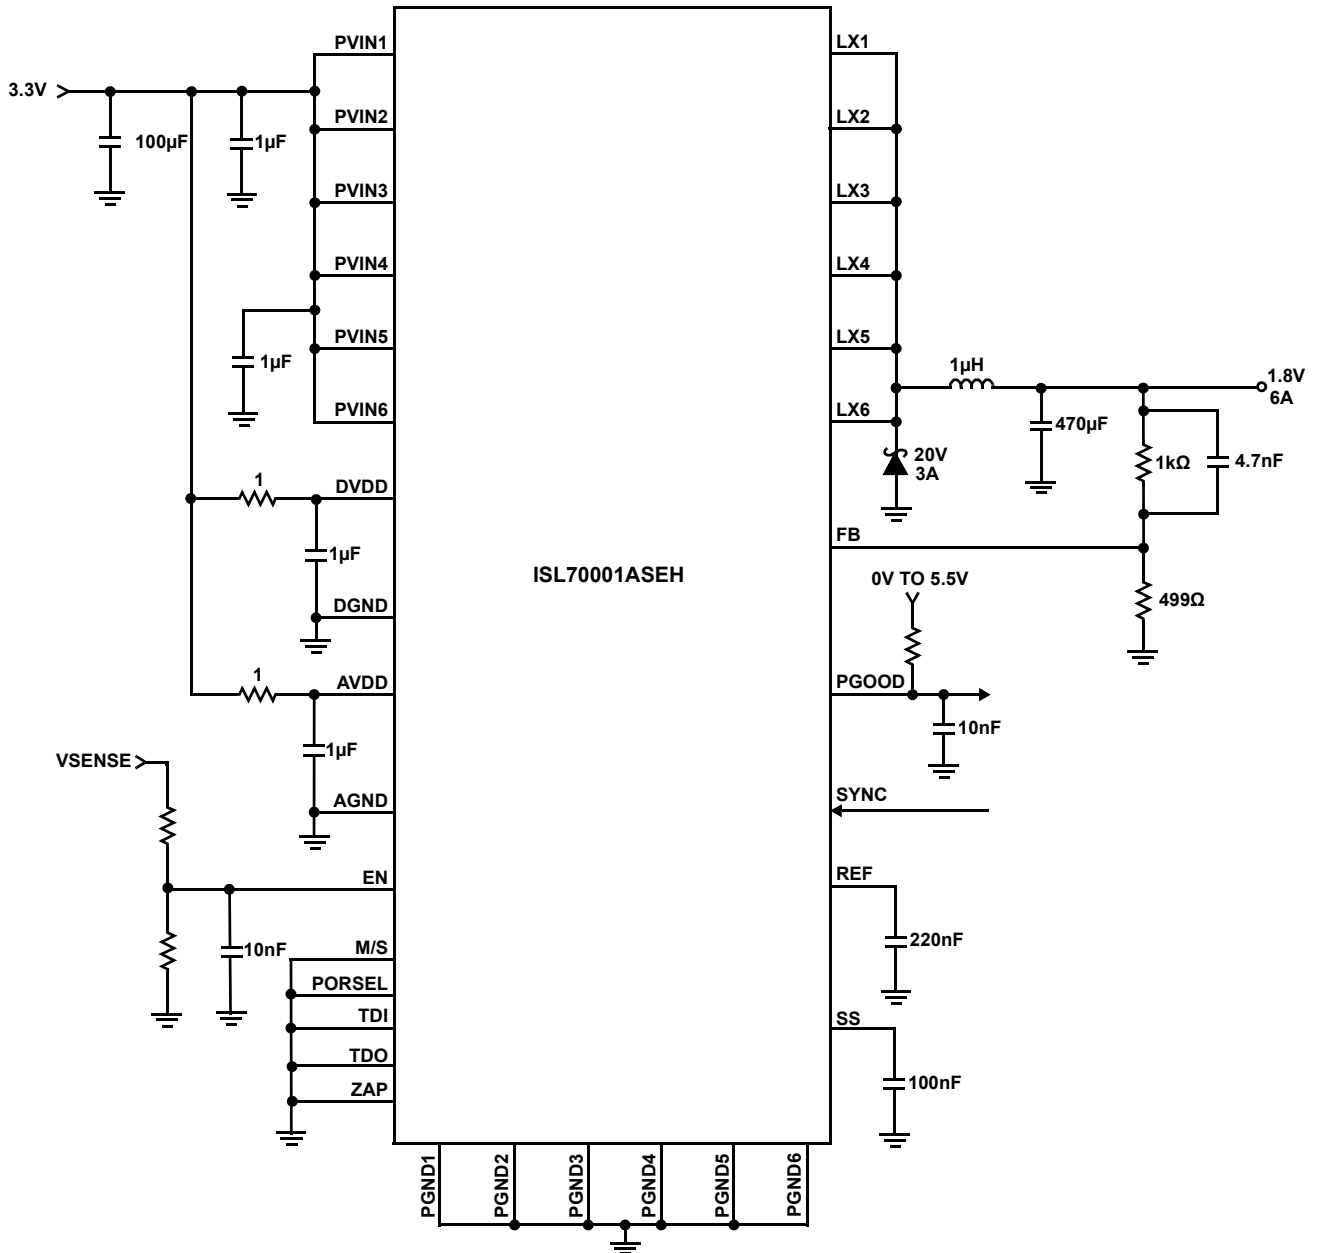 PVIN1
3.3V
100µF
1µF
PVIN2
PVIN3
PVIN4
1µF
PVIN5
PVIN6
1
DVDD
1µF
DGND
1
AVDD
1µF
VSENSE
AGND
EN
10nF
M/S
PORSEL
TDI
TDO
ZAP
ISL70001ASEH
PGND1
PGND2
PGND3
PGND4
PGND5
PGND6
LX1
LX2
LX3
LX4
LX5
LX6
1µH
1.8V
6A
470µF
20V
3A
1kΩ
4.7nF
FB
0V TO 5.5V
499Ω
PGOOD
10nF
SYNC
REF
220nF
SS
100nF